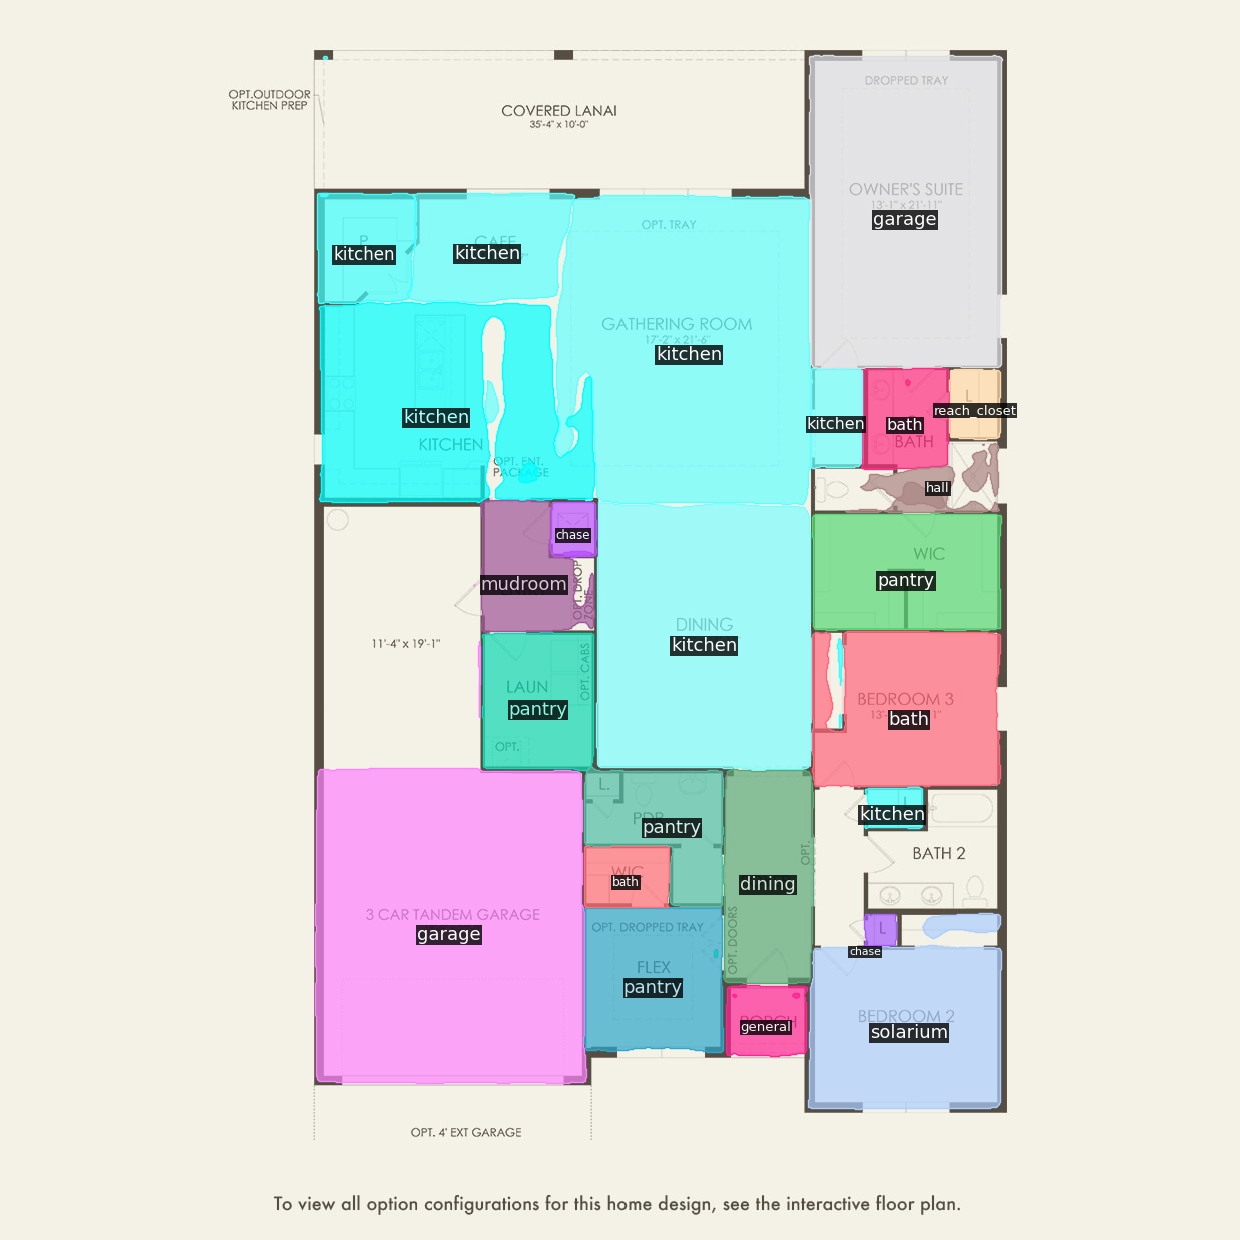 OPT.OUTDOOR
KITCHEN PREP
COVERED LANAI
35'-4" x 10'-0"
DROPPED TRAY
OWNER'S SUITE
13'-1" x 21'-11"
garage
P.
kitchen
CAFE
kitchen
OPT. TRAY
GATHERING ROOM
17'-2" x 21'-6"
kitchen
kitchen
KITCHEN
OPT. ENT.
PACKAGE
kitchen
bath
BATH
L
reach_closet
hall
chase
mudroom
OPT. DROP
ZONE
WIC
pantry
DINING
kitchen
11'-4" x 19'-1"
LAUN
pantry
OPT. CABS
OPT.
BEDROOM 3
bath
L.
PDR
pantry
WIC
bath
dining
OPT.
OPT. DOORS
L
kitchen
BATH 2
3 CAR TANDEM GARAGE
garage
OPT. DROPPED TRAY
FLEX
pantry
L
chase
PORCH
general
BEDROOM 2
solarium
OPT. 4' EXT GARAGE
To view all option configurations for this home design, see the interactive floor plan.